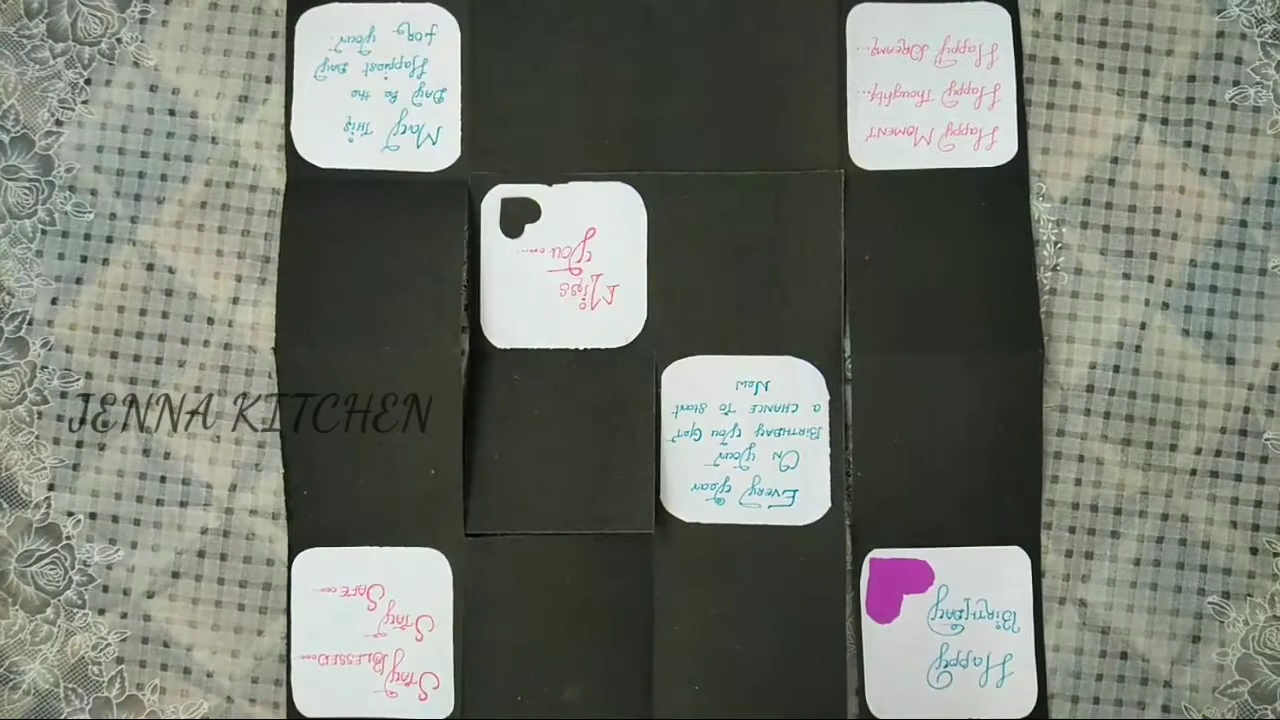 Happy
Birthday
Stay Blessed....
Stay
Safe....
Every Year
On Your
Birthday You Get
a CHANCE To Start
New
Miss
You....
Happy Moment
Happy Thoughts...
Happy Dreams...
May This
Day be the
Happiest Day
for your.
JENNA KITCHEN